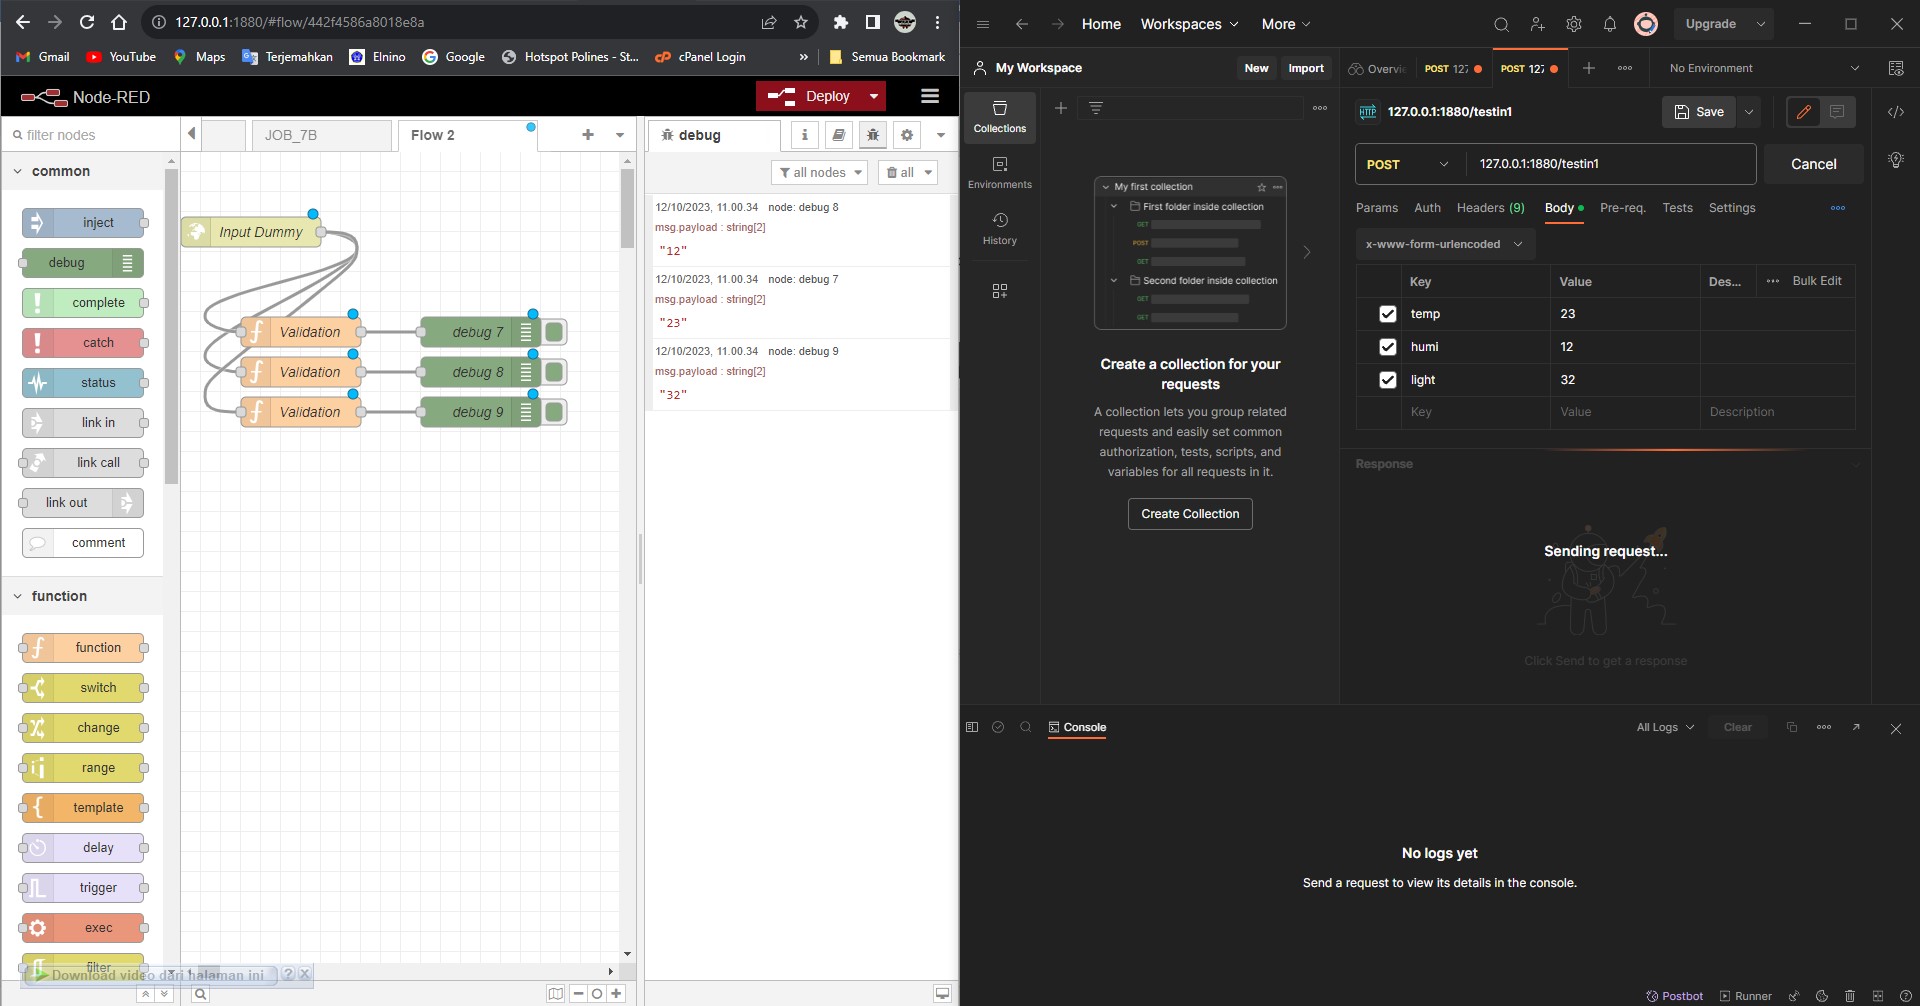 127.0.0.1:1880/#flow/442f4586a8018e8a
Gmail
YouTube
Maps
Terjemahkan
Elnino
Google
Hotspot Polines - St...
cPanel Login
»
Semua Bookmark
Node-RED
Deploy
filter nodes
JOB_7B
Flow 2
debug
all nodes
all
common
inject
debug
complete
catch
status
link in
link call
link out
comment
function
function
switch
change
range
template
delay
trigger
exec
filter
Download video dari halaman ini
Input Dummy
Validation
debug 7
Validation
debug 8
Validation
debug 9
12/10/2023, 11.00.34 node: debug 8
msg.payload : string[2]
"12"
12/10/2023, 11.00.34 node: debug 7
msg.payload : string[2]
"23"
12/10/2023, 11.00.34 node: debug 9
msg.payload : string[2]
"32"
Home
Workspaces
More
Upgrade
My Workspace
New
Import
Overvi
POST 127
POST 127
No Environment
Collections
Environments
History
My first collection
First folder inside collection
GET
POST
GET
Second folder inside collection
GET
GET
Create a collection for your
requests
A collection lets you group related
requests and easily set common
authorization, tests, scripts, and
variables for all requests in it.
Create Collection
HTTP
127.0.0.1:1880/testin1
Save
POST
127.0.0.1:1880/testin1
Cancel
Params
Auth
Headers (9)
Body
Pre-req.
Tests
Settings
x-www-form-urlencoded
Key
Value
Des...
Bulk Edit
temp
23
humi
12
light
32
Key
Value
Description
Response
Sending request...
Click Send to get a response
Console
All Logs
Clear
No logs yet
Send a request to view its details in the console.
Postbot
Runner